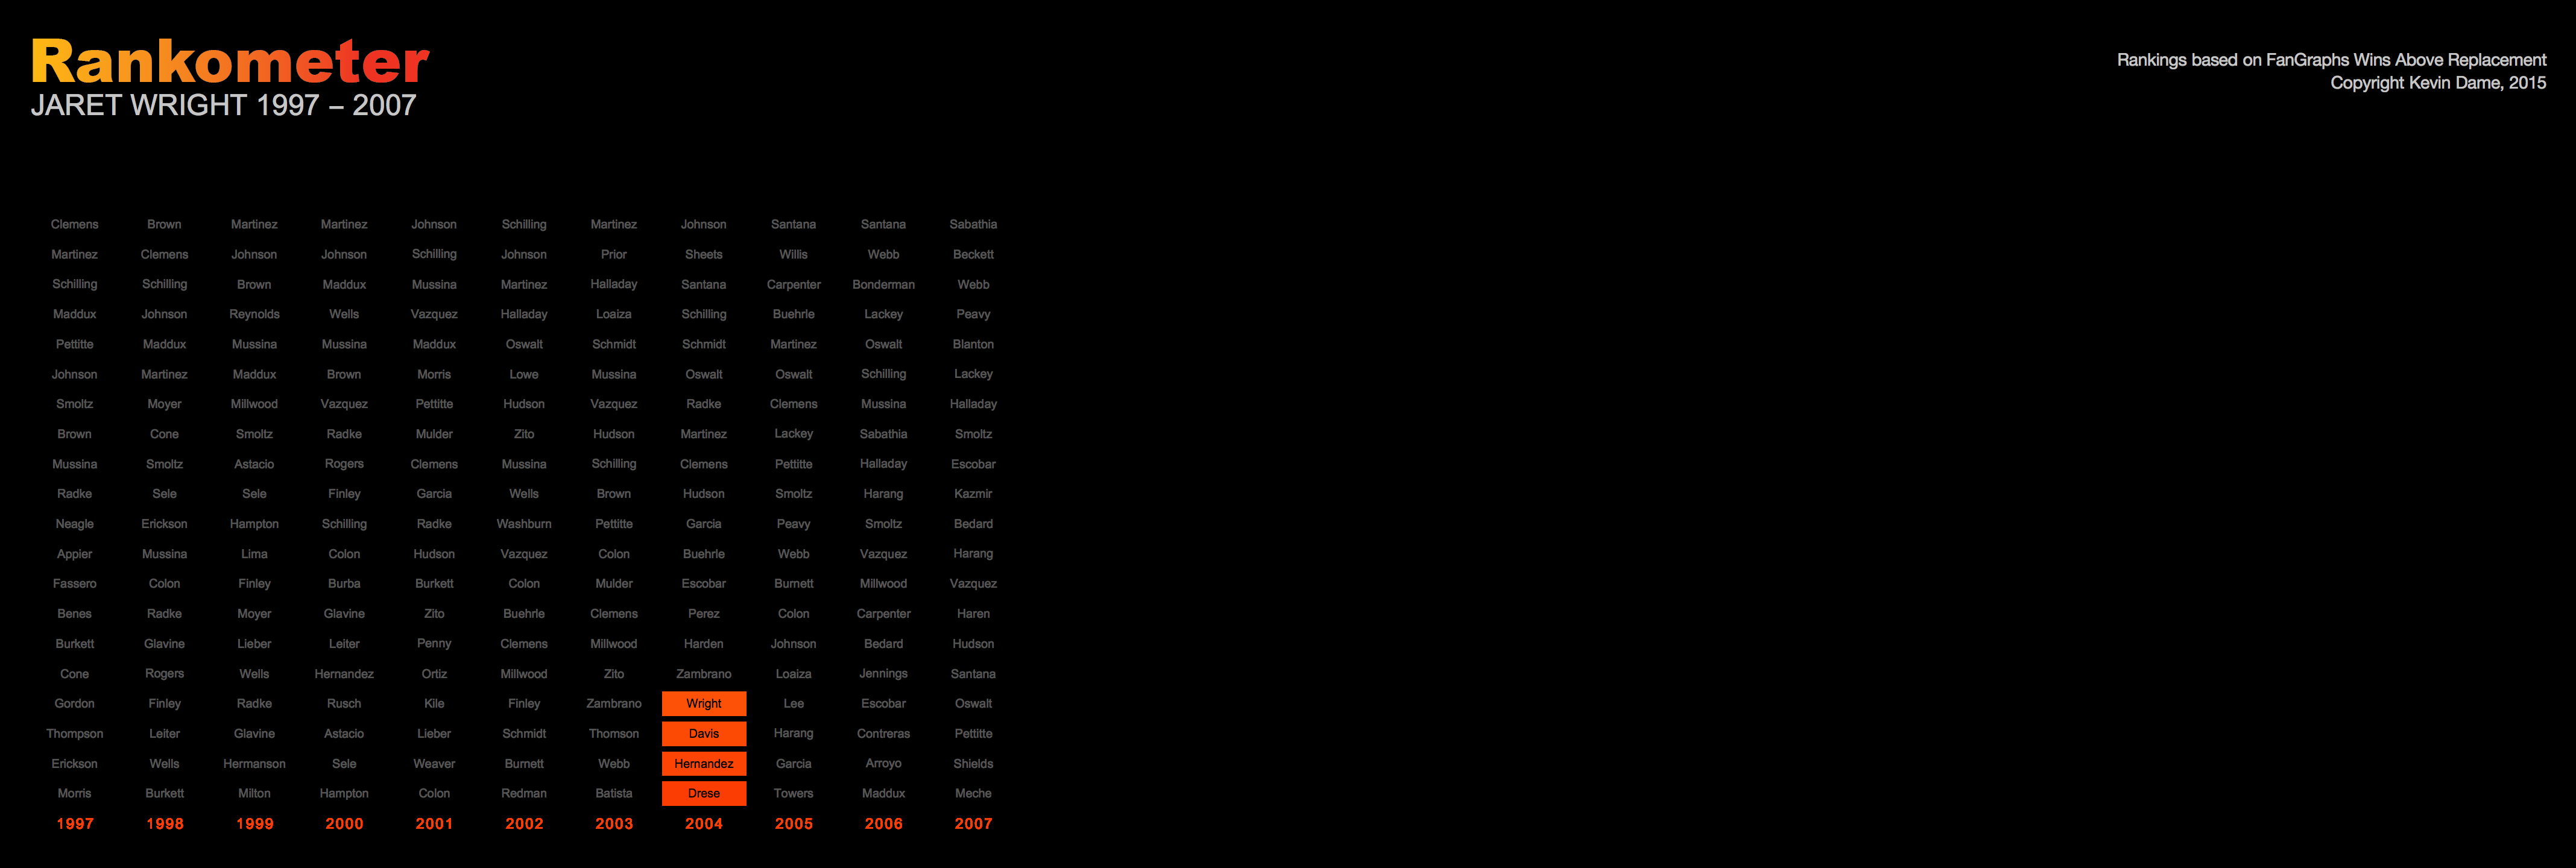 Rankometer
JARET WRIGHT 1997 – 2007
Rankings based on FanGraphs Wins Above Replacement
Copyright Kevin Dame, 2015
Clemens Brown Martinez Martinez Johnson Schilling Martinez Johnson Santana Santana Sabathia
Martinez Clemens Johnson Johnson Schilling Johnson Prior Sheets Willis Webb Beckett
Schilling Schilling Brown Maddux Mussina Martinez Halladay Santana Carpenter Bonderman Webb
Maddux Johnson Reynolds Wells Vazquez Halladay Loaiza Schilling Buehrle Lackey Peavy
Pettitte Maddux Mussina Mussina Maddux Oswalt Schmidt Schmidt Martinez Oswalt Blanton
Johnson Martinez Maddux Brown Morris Lowe Mussina Oswalt Oswalt Schilling Lackey
Smoltz Moyer Millwood Vazquez Pettitte Hudson Vazquez Radke Clemens Mussina Halladay
Brown Cone Smoltz Radke Mulder Zito Hudson Martinez Lackey Sabathia Smoltz
Mussina Smoltz Astacio Rogers Clemens Mussina Schilling Clemens Pettitte Halladay Escobar
Radke Sele Sele Finley Garcia Wells Brown Hudson Smoltz Harang Kazmir
Neagle Erickson Hampton Schilling Radke Washburn Pettitte Garcia Peavy Smoltz Bedard
Appier Mussina Lima Colon Hudson Vazquez Colon Buehrle Webb Vazquez Harang
Fassero Colon Finley Burba Burkett Colon Mulder Escobar Burnett Millwood Vazquez
Benes Radke Moyer Glavine Zito Buehrle Clemens Perez Colon Carpenter Haren
Burkett Glavine Lieber Leiter Penny Clemens Millwood Harden Johnson Bedard Hudson
Cone Rogers Wells Hernandez Ortiz Millwood Zito Zambrano Loaiza Jennings Santana
Gordon Finley Radke Rusch Kile Finley Zambrano Wright Lee Escobar Oswalt
Thompson Leiter Glavine Astacio Lieber Schmidt Thomson Davis Harang Contreras Pettitte
Erickson Wells Hermanson Sele Weaver Burnett Webb Hernandez Garcia Arroyo Shields
Morris Burkett Milton Hampton Colon Redman Batista Drese Towers Maddux Meche
1997 1998 1999 2000 2001 2002 2003 2004 2005 2006 2007